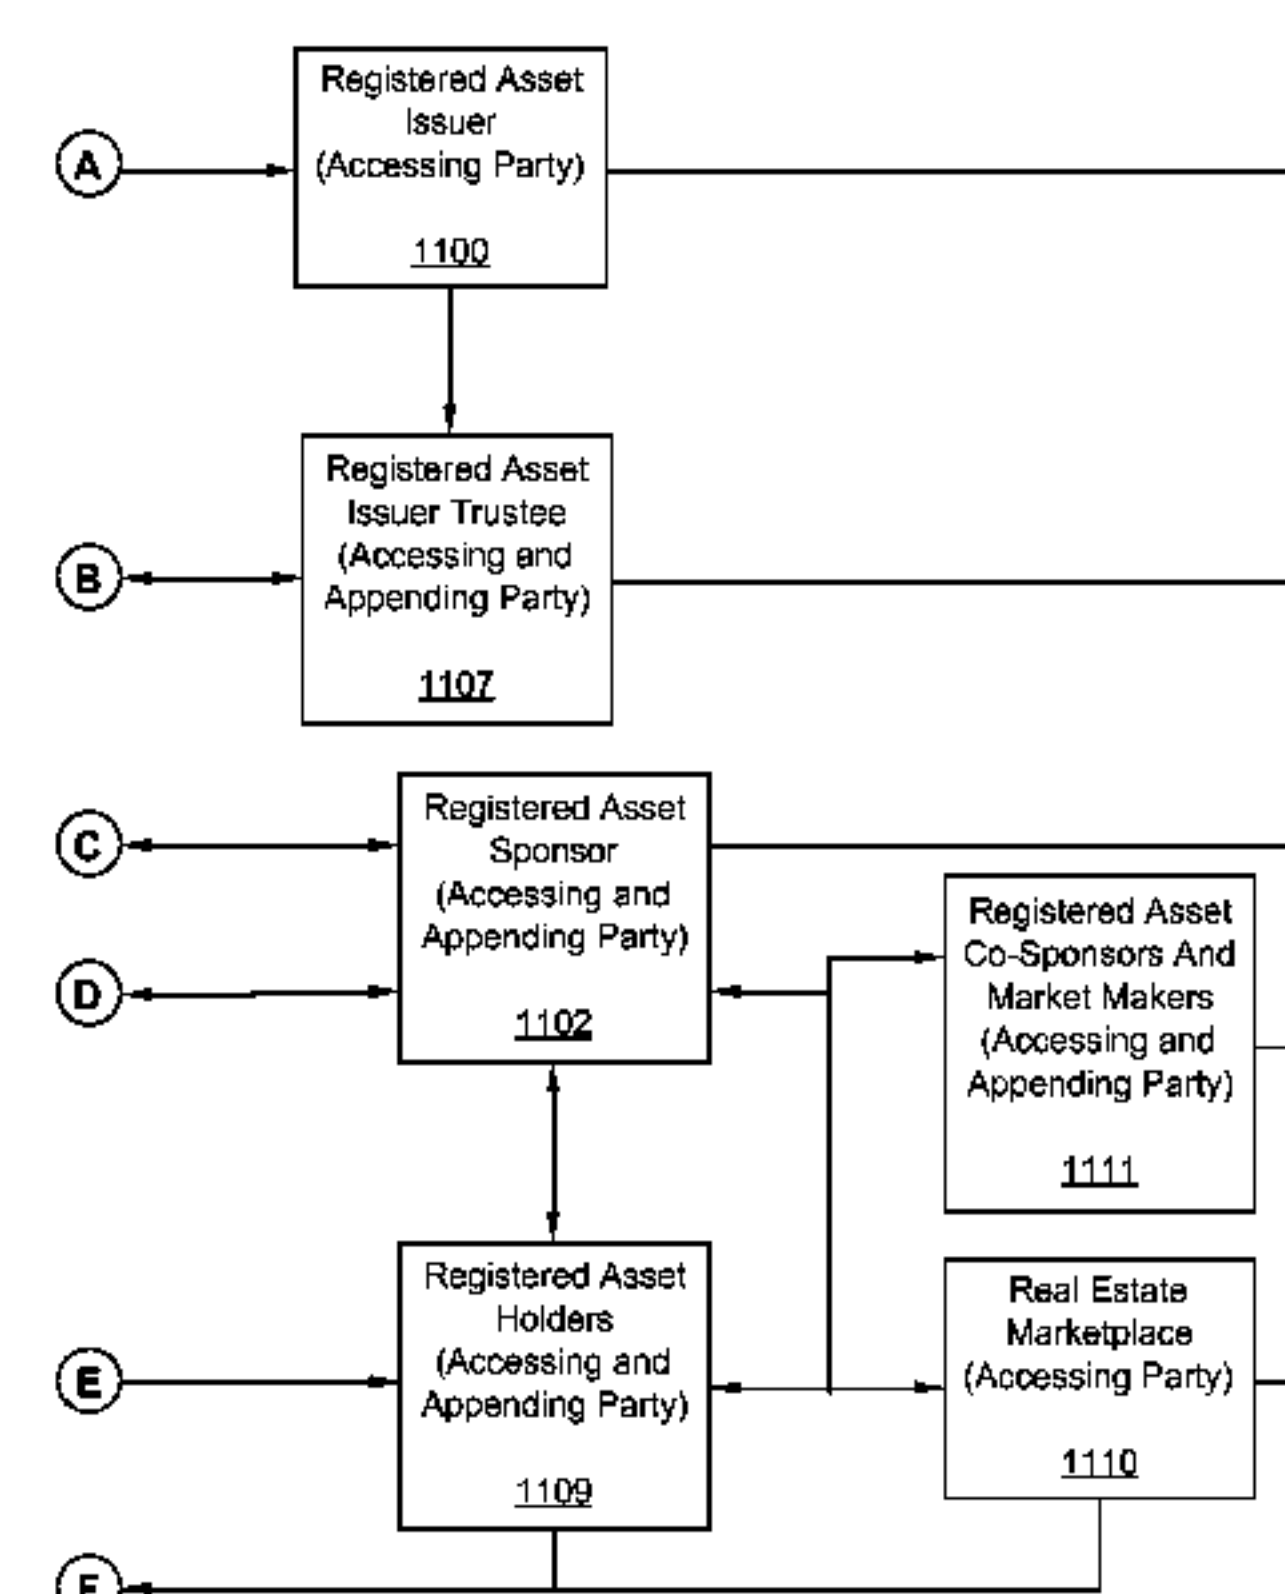 A
Registered Asset
Issuer
(Accessing Party)
1100
B
Registered Asset
Issuer Trustee
(Accessing and
Appending Party)
1107
C
D
Registered Asset
Sponsor
(Accessing and
Appending Party)
1102
Registered Asset
Co-Sponsors And
Market Makers
(Accessing and
Appending Party)
1111
E
Registered Asset
Holders
(Accessing and
Appending Party)
1109
Real Estate
Marketplace
(Accessing Party)
1110